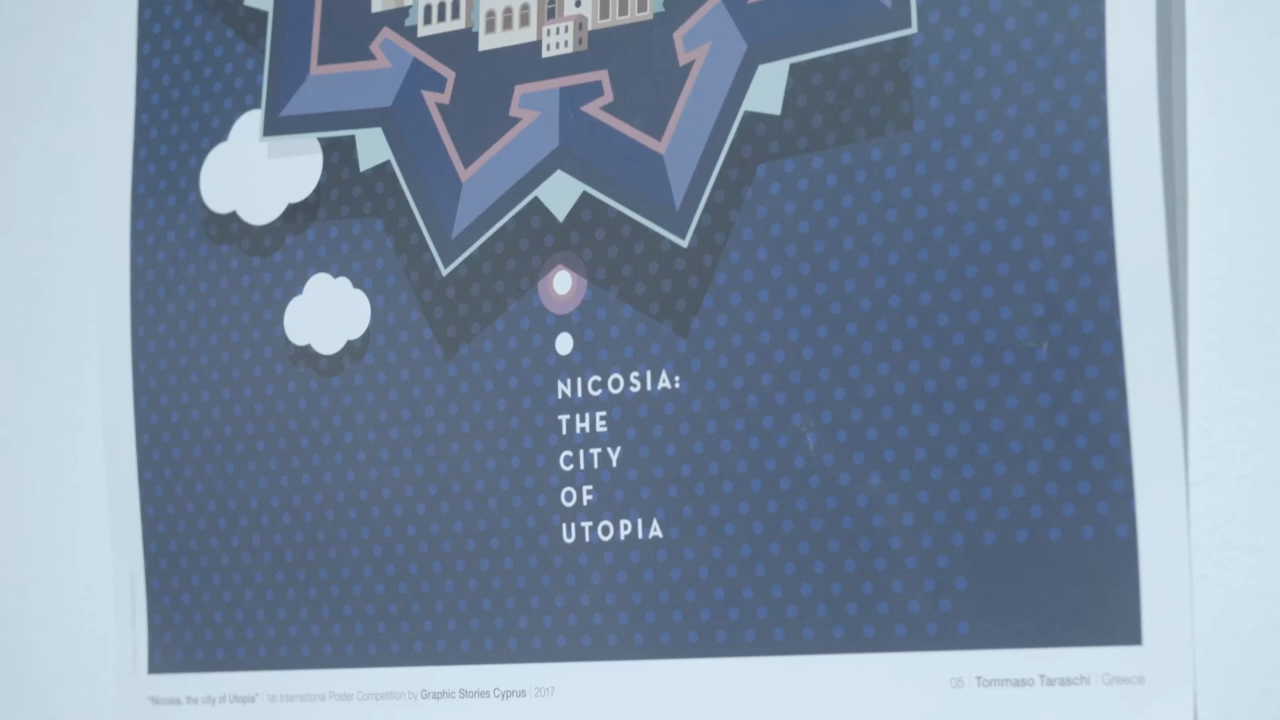 NICOSIA:
THE
CITY
OF
UTOPIA
"Nicosia, the city of Utopia" | 1st International Poster Competition by Graphic Stories Cyprus | 2017
05 | Tommaso Taraschi | Greece